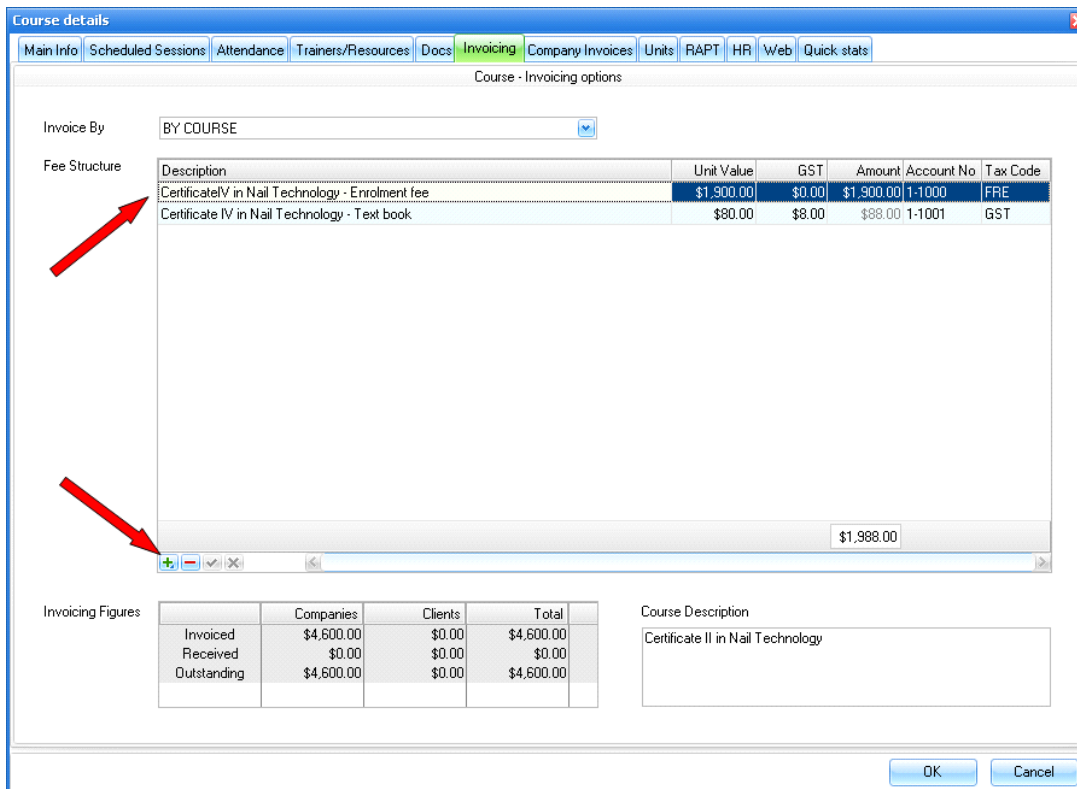 Course details
Main Info Scheduled Sessions Attendance Trainers/Resources Docs Invoicing Company Invoices Units RAPT HR Web Quick stats
Course - Invoicing options
Invoice By BY COURSE
Fee Structure
Description Unit Value GST Amount Account No Tax Code
CertificateIV in Nail Technology - Enrolment fee $1,900.00 $0.00 $1,900.00 1-1000 FRE
Certificate IV in Nail Technology - Text book $80.00 $8.00 $88.00 1-1001 GST
$1,988.00
Invoicing Figures
Companies Clients Total
Invoiced $4,600.00 $0.00 $4,600.00
Received $0.00 $0.00 $0.00
Outstanding $4,600.00 $0.00 $4,600.00
Course Description
Certificate II in Nail Technology
OK Cancel